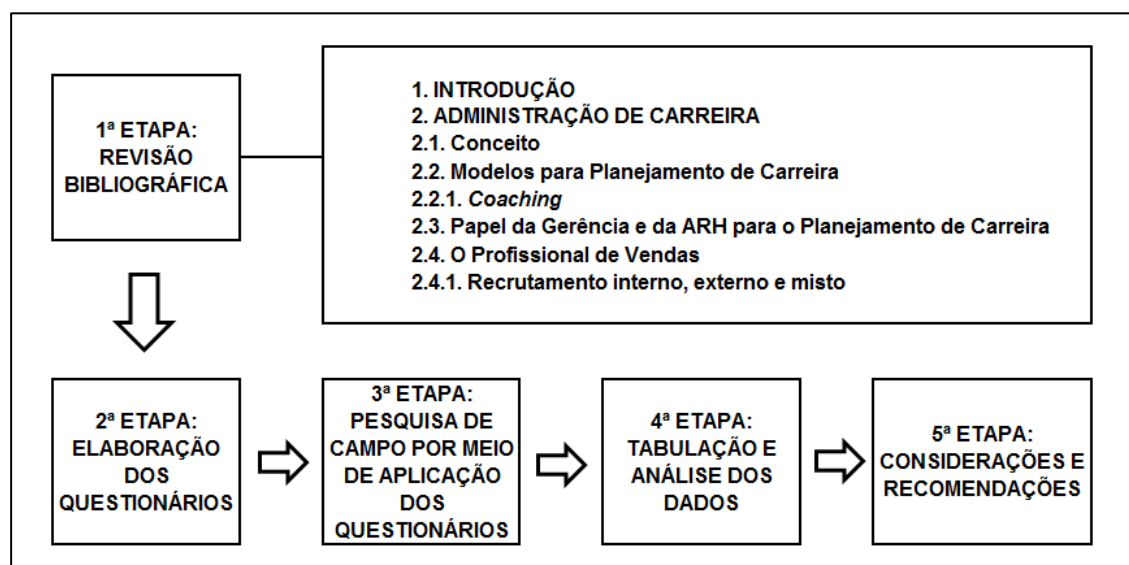 1ª ETAPA:
REVISÃO
BIBLIOGRÁFICA
1. INTRODUÇÃO
2. ADMINISTRAÇÃO DE CARREIRA
2.1. Conceito
2.2. Modelos para Planejamento de Carreira
2.2.1. Coaching
2.3. Papel da Gerência e da ARH para o Planejamento de Carreira
2.4. O Profissional de Vendas
2.4.1. Recrutamento interno, externo e misto
2ª ETAPA:
ELABORAÇÃO
DOS
QUESTIONÁRIOS
3ª ETAPA:
PESQUISA DE
CAMPO POR MEIO
DE APLICAÇÃO
DOS
QUESTIONÁRIOS
4ª ETAPA:
TABULAÇÃO E
ANÁLISE DOS
DADOS
5ª ETAPA:
CONSIDERAÇÕES E
RECOMENDAÇÕES